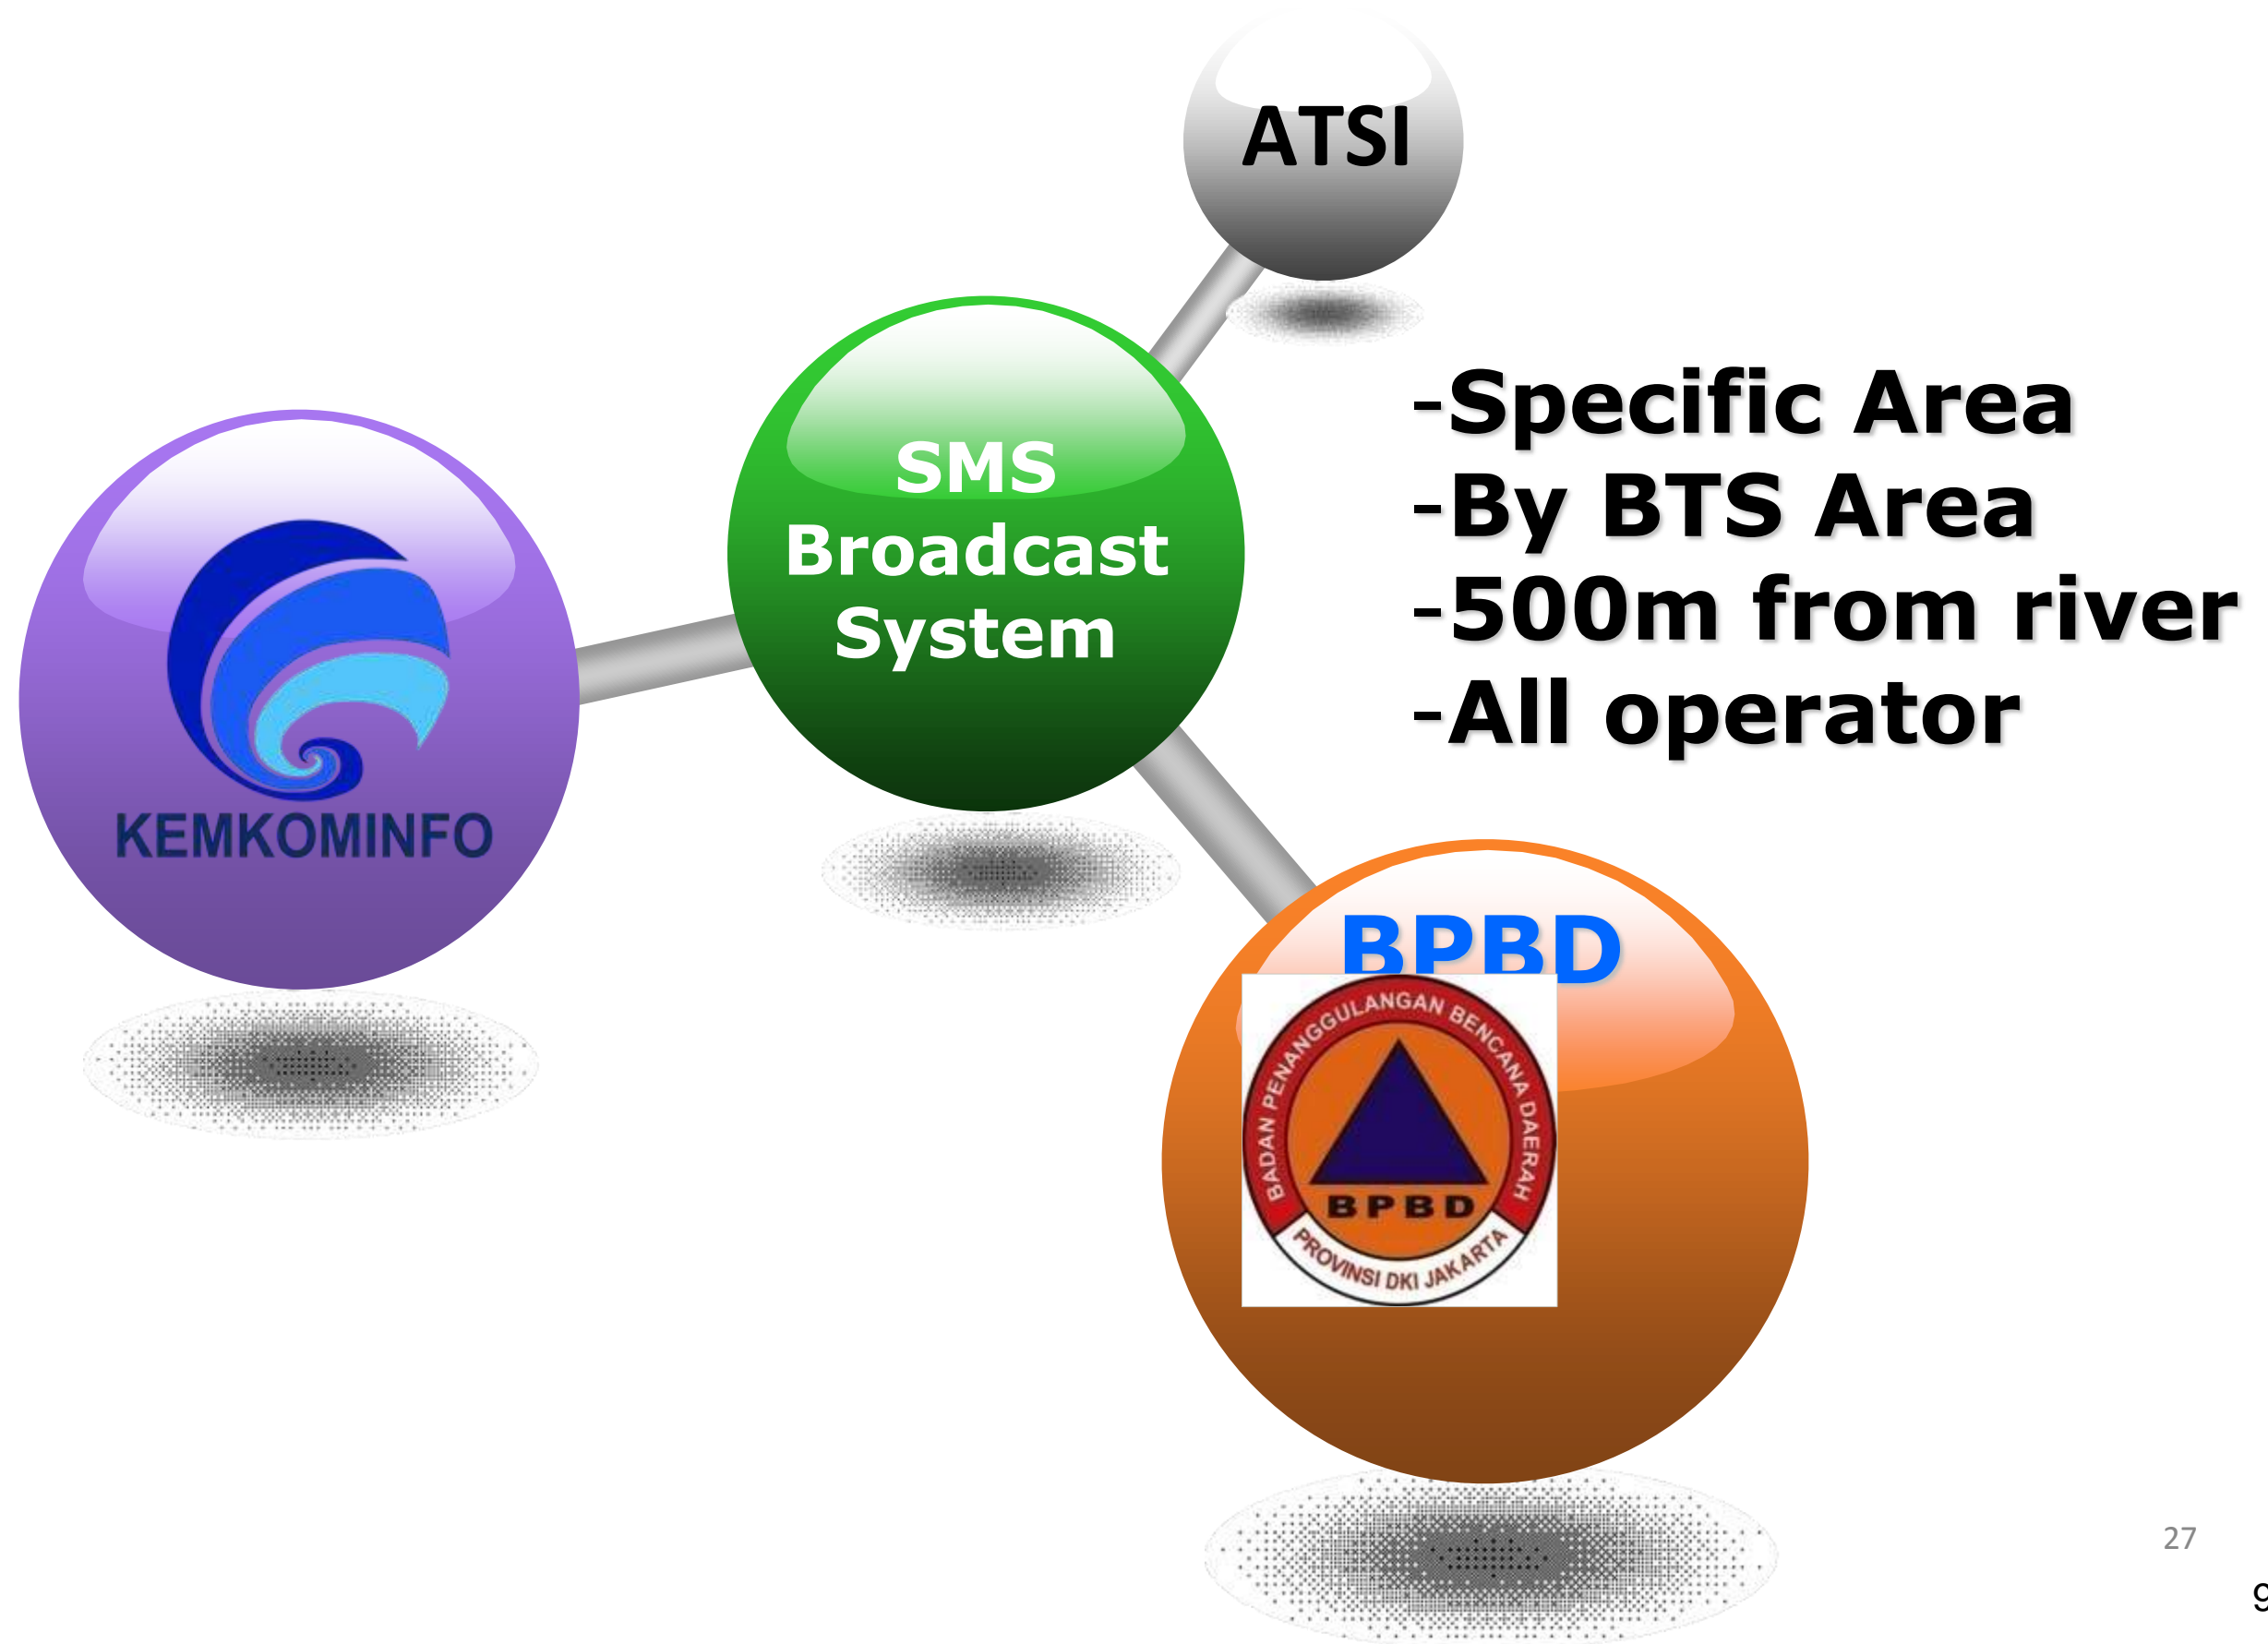 ATSI
SMS
Broadcast
System
-Specific Area
-By BTS Area
-500m from river
-All operator
KEMKOMINFO
BPBD
BADAN PENANGGULANGAN BENCANA DAERAH
BPBD
PROVINSI DKI JAKARTA
27
9